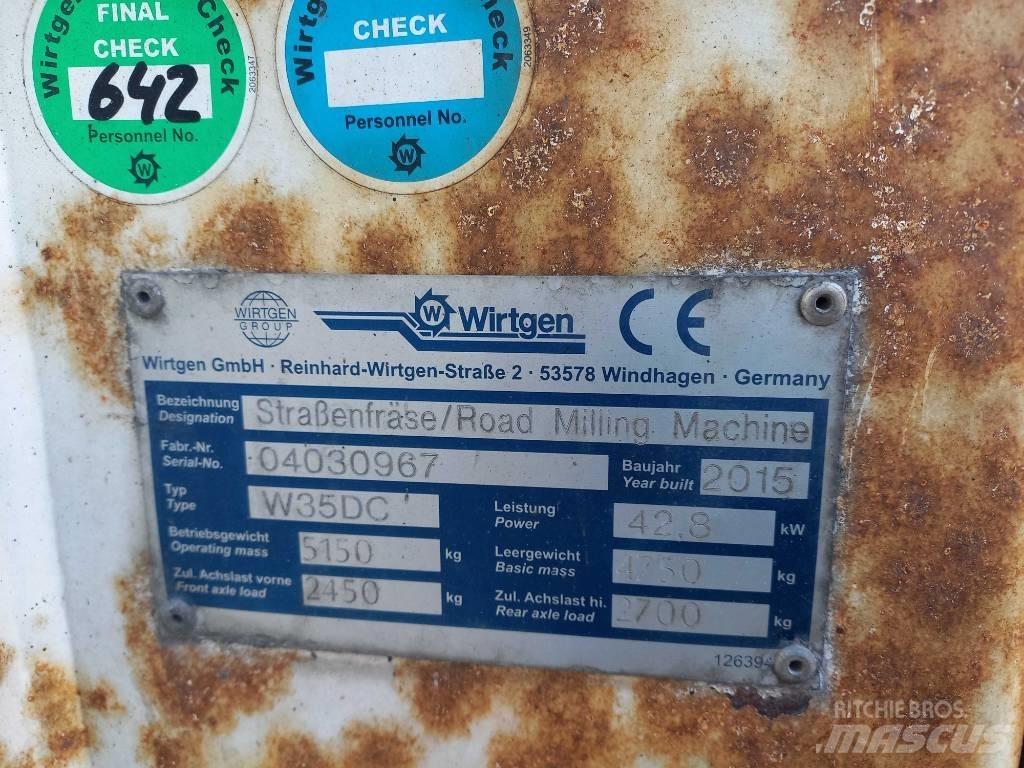 Wirtgen Check
FINAL
CHECK
642
Personnel No.
2063347
Wirtgen Check
CHECK
Personnel No.
2063349
WIRTGEN
GROUP
W Wirtgen CE
Wirtgen GmbH · Reinhard-Wirtgen-Straße 2 · 53578 Windhagen · Germany
Bezeichnung
Designation
Straßenfräse/Road Milling Machine
Fabr.-Nr.
Serial-No.
04030967
Baujahr
Year built
2015
Typ
Type
W35DC
Leistung
Power
42,8 kW
Betriebsgewicht
Operating mass
5150 kg
Leergewicht
Basic mass
kg
Zul. Achslast vorne
Front axle load
2450 kg
Zul. Achslast hi.
Rear axle load
2700 kg
126394
RITCHIE BROS.
MASCUS